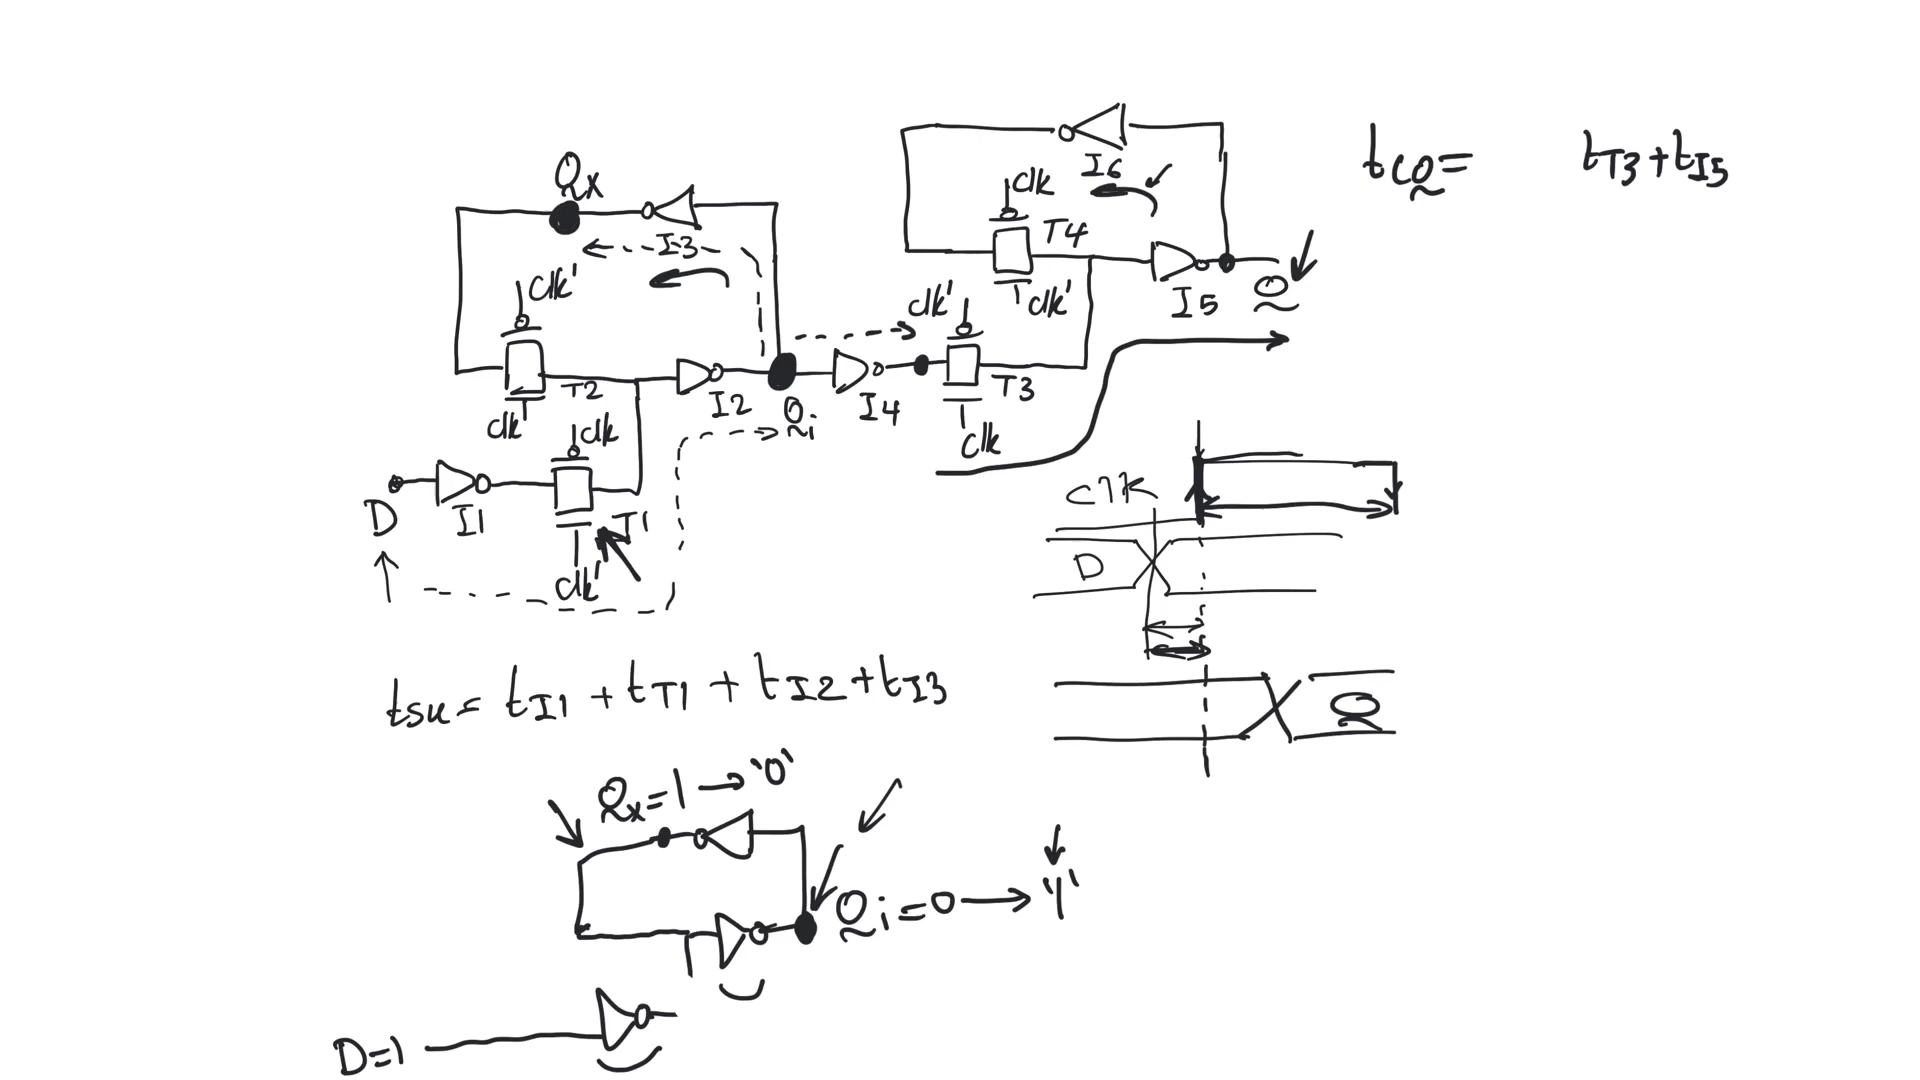 I6
tCQ = tT3 + tI5
Qx
clk
T4
I3
clk'
I5
Q
clk'
clk'
T2
I2
Qi
I4
T3
clk
clk
clk
D
I1
T1
clk'
clk
D
tsu = tI1 + tT1 + tI2 + tI3
Q
Qx=1 → '0'
Qi=0 → '1'
D=1